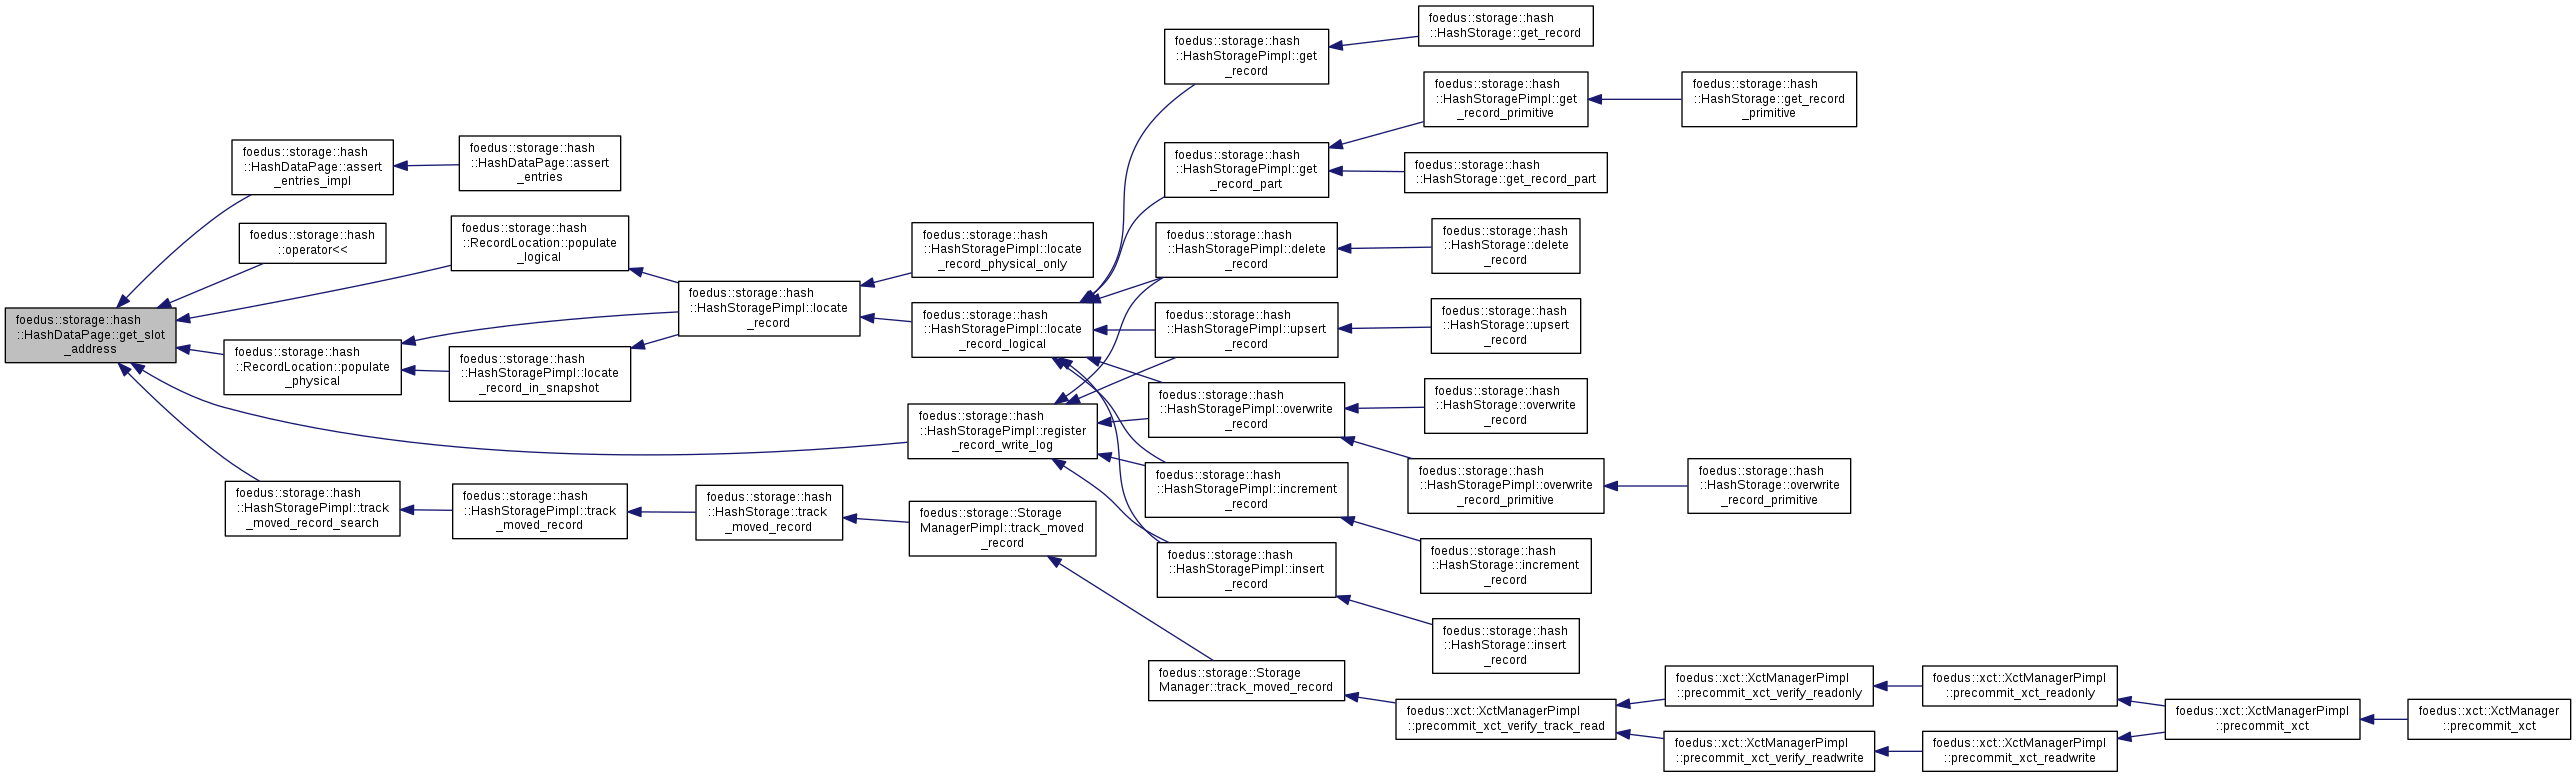 foedus::storage::hash
::HashDataPage::get_slot
_address
foedus::storage::hash
::HashDataPage::assert
_entries_impl
foedus::storage::hash
::HashDataPage::assert
_entries
foedus::storage::hash
::operator<<
foedus::storage::hash
::RecordLocation::populate
_logical
foedus::storage::hash
::RecordLocation::populate
_physical
foedus::storage::hash
::HashStoragePimpl::locate
_record_in_snapshot
foedus::storage::hash
::HashStoragePimpl::locate
_record
foedus::storage::hash
::HashStoragePimpl::locate
_record_physical_only
foedus::storage::hash
::HashStoragePimpl::locate
_record_logical
foedus::storage::hash
::HashStoragePimpl::register
_record_write_log
foedus::storage::hash
::HashStoragePimpl::track
_moved_record_search
foedus::storage::hash
::HashStoragePimpl::track
_moved_record
foedus::storage::hash
::HashStorage::track
_moved_record
foedus::storage::Storage
ManagerPimpl::track_moved
_record
foedus::storage::hash
::HashStoragePimpl::get
_record
foedus::storage::hash
::HashStorage::get_record
foedus::storage::hash
::HashStoragePimpl::get
_record_part
foedus::storage::hash
::HashStoragePimpl::get
_record_primitive
foedus::storage::hash
::HashStorage::get_record
_primitive
foedus::storage::hash
::HashStorage::get_record_part
foedus::storage::hash
::HashStoragePimpl::delete
_record
foedus::storage::hash
::HashStorage::delete
_record
foedus::storage::hash
::HashStoragePimpl::upsert
_record
foedus::storage::hash
::HashStorage::upsert
_record
foedus::storage::hash
::HashStoragePimpl::overwrite
_record
foedus::storage::hash
::HashStorage::overwrite
_record
foedus::storage::hash
::HashStoragePimpl::overwrite
_record_primitive
foedus::storage::hash
::HashStorage::overwrite
_record_primitive
foedus::storage::hash
::HashStoragePimpl::increment
_record
foedus::storage::hash
::HashStorage::increment
_record
foedus::storage::hash
::HashStoragePimpl::insert
_record
foedus::storage::hash
::HashStorage::insert
_record
foedus::storage::Storage
Manager::track_moved_record
foedus::xct::XctManagerPimpl
::precommit_xct_verify_track_read
foedus::xct::XctManagerPimpl
::precommit_xct_verify_readonly
foedus::xct::XctManagerPimpl
::precommit_xct_readonly
foedus::xct::XctManagerPimpl
::precommit_xct_verify_readwrite
foedus::xct::XctManagerPimpl
::precommit_xct_readwrite
foedus::xct::XctManagerPimpl
::precommit_xct
foedus::xct::XctManager
::precommit_xct